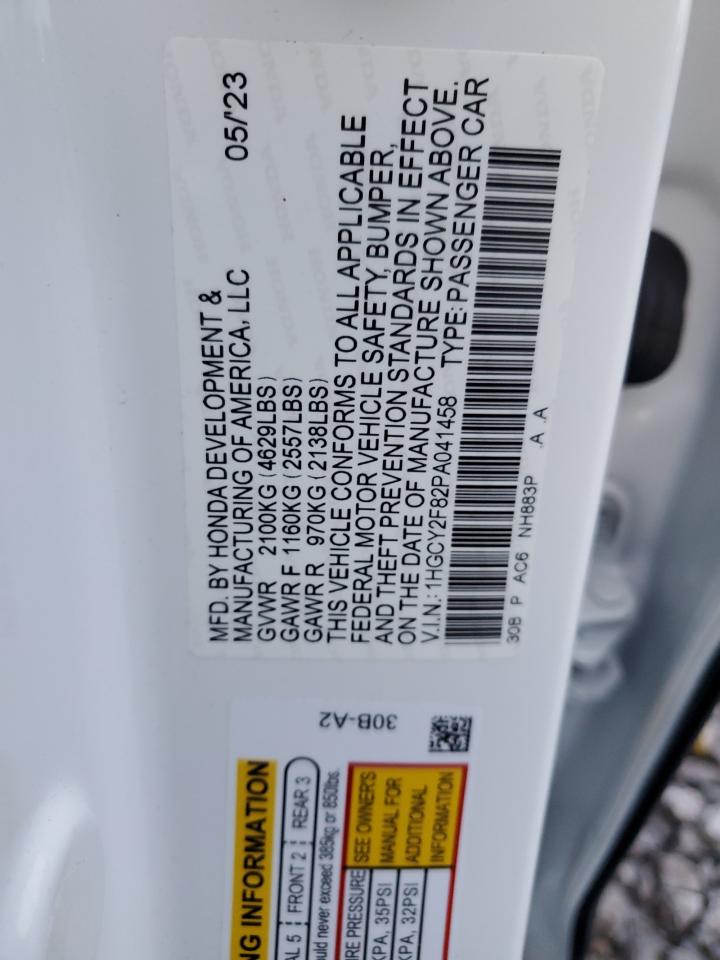 MFD. BY HONDA DEVELOPMENT & 05/'23
MANUFACTURING OF AMERICA, LLC
GVWR 2100KG (4629LBS)
GAWR F 1160KG (2557LBS)
GAWR R 970KG (2138LBS)
THIS VEHICLE CONFORMS TO ALL APPLICABLE
FEDERAL MOTOR VEHICLE SAFETY, BUMPER,
AND THEFT PREVENTION STANDARDS IN EFFECT
ON THE DATE OF MANUFACTURE SHOWN ABOVE.
V.I.N.: 1HGCY2F82PA041458 TYPE: PASSENGER CAR
30B P AC6 NH883P .A .A
30B-A2
NG INFORMATION
AL 5 FRONT 2 REAR 3
uld never exceed 385kg or 850lbs.
IRE PRESSURE
KPA, 35PSI
KPA, 32PSI
SEE OWNER'S
MANUAL FOR
ADDITIONAL
INFORMATION
HONDA